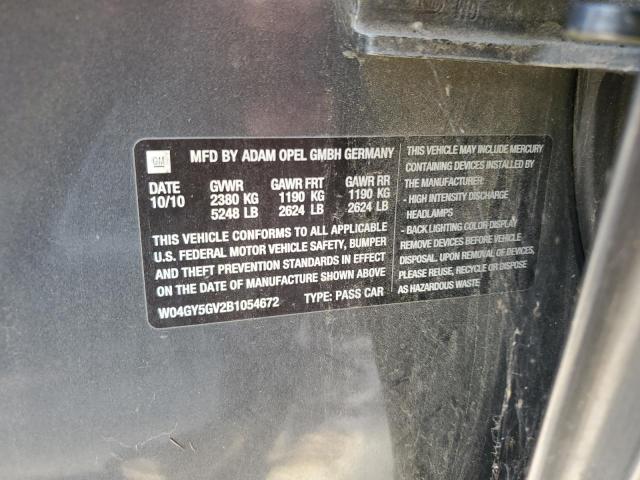 GM
MFD BY ADAM OPEL GMBH GERMANY
DATE GVWR GAWR FRT GAWR RR
10/10 2380 KG 1190 KG 1190 KG
5248 LB 2624 LB 2624 LB
THIS VEHICLE CONFORMS TO ALL APPLICABLE
U.S. FEDERAL MOTOR VEHICLE SAFETY, BUMPER
AND THEFT PREVENTION STANDARDS IN EFFECT
ON THE DATE OF MANUFACTURE SHOWN ABOVE
W04GY5GV2B1054672 TYPE: PASS CAR
THIS VEHICLE MAY INCLUDE MERCURY
CONTAINING DEVICES INSTALLED BY
THE MANUFACTURER:
- HIGH INTENSITY DISCHARGE
HEADLAMPS
- BACK LIGHTING COLOR DISPLAY
REMOVE DEVICES BEFORE VEHICLE
DISPOSAL. UPON REMOVAL OF DEVICES,
PLEASE REUSE, RECYCLE OR DISPOSE
AS HAZARDOUS WASTE